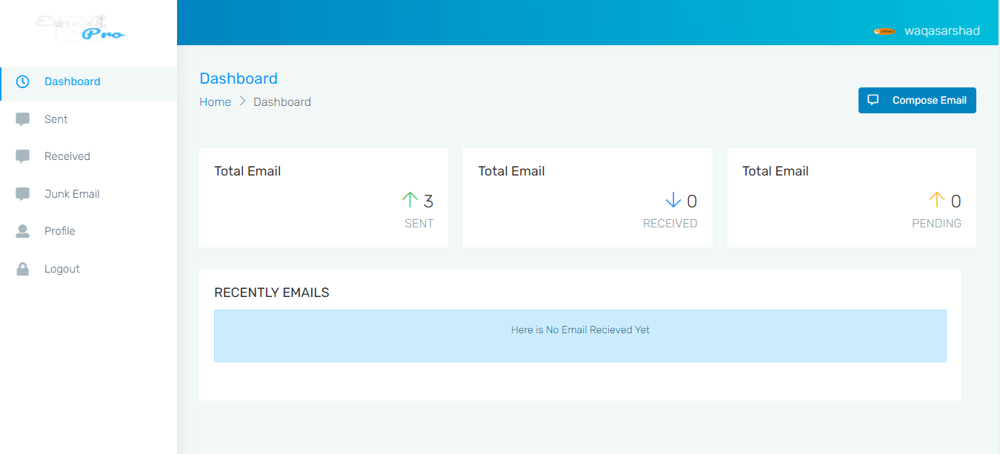 Email
Pro
waqasarshad
Dashboard
Sent
Received
Junk Email
Profile
Logout
Dashboard
Home > Dashboard
Compose Email
Total Email
3
SENT
Total Email
0
RECEIVED
Total Email
0
PENDING
RECENTLY EMAILS
Here is No Email Recieved Yet